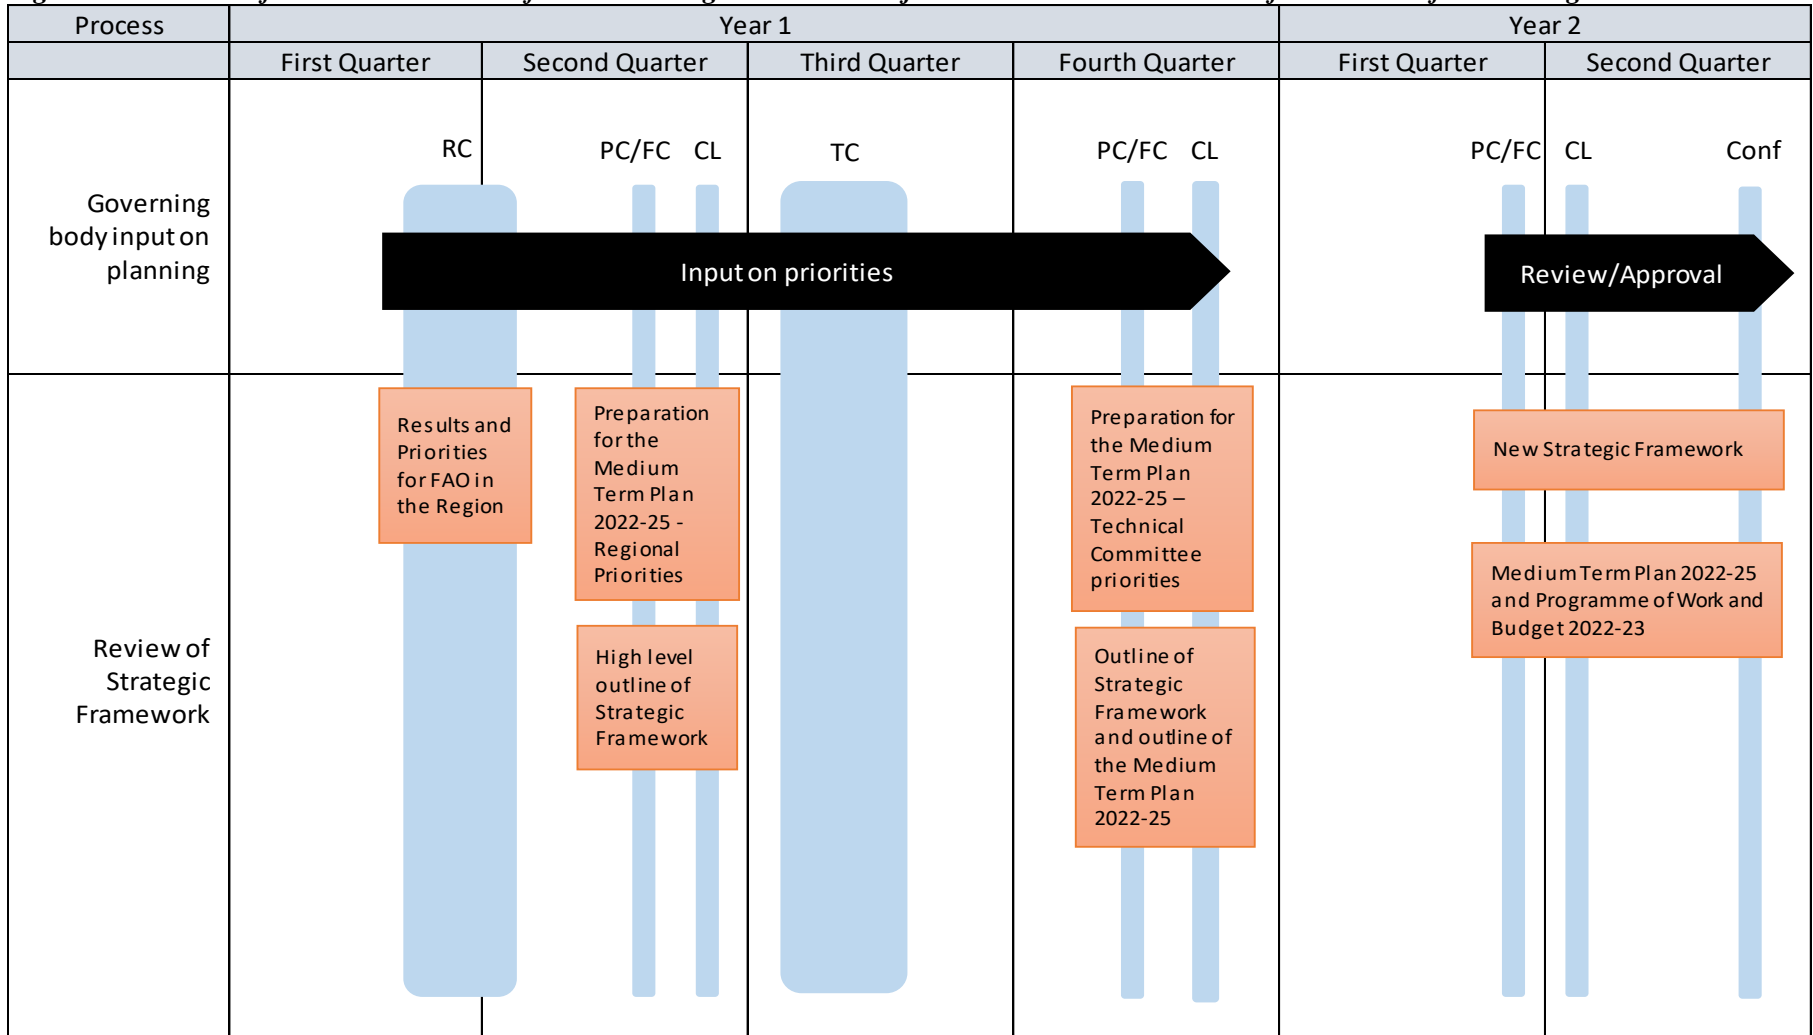 Process
Year 1
Year 2
First Quarter
Second Quarter
Third Quarter
Fourth Quarter
First Quarter
Second Quarter
RC
PC/FC
CL
TC
PC/FC
CL
PC/FC
CL
Conf
Governing
body input on
planning
Input on priorities
Review/Approval
Review of
Strategic
Framework
Results and
Priorities
for FAO in
the Region
Preparation
for the
Medium
Term Plan
2022-25 -
Regional
Priorities
High level
outline of
Strategic
Framework
Preparation for
the Medium
Term Plan
2022-25 –
Technical
Committee
priorities
Outline of
Strategic
Framework
and outline of
the Medium
Term Plan
2022-25
New Strategic Framework
Medium Term Plan 2022-25
and Programme of Work and
Budget 2022-23